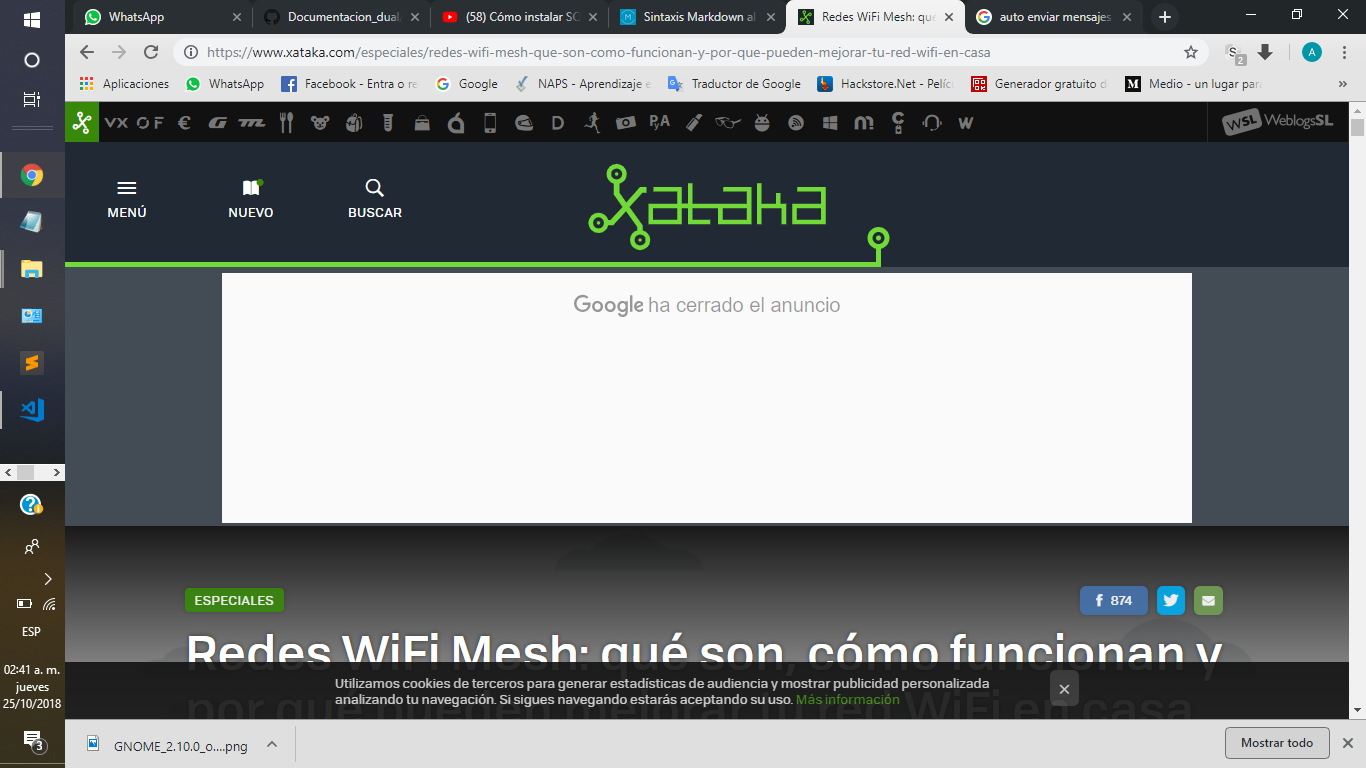 WhatsApp
Documentacion_dual
(58) Cómo instalar SC
Sintaxis Markdown al
Redes WiFi Mesh: qué
auto enviar mensajes
https://www.xataka.com/especiales/redes-wifi-mesh-que-son-como-funcionan-y-por-que-pueden-mejorar-tu-red-wifi-en-casa
S
2
A
Aplicaciones
WhatsApp
Facebook - Entra o re
Google
NAPS - Aprendizaje e
Traductor de Google
Hackstore.Net - Pelíc
Generador gratuito d
Medio - un lugar para
»
WSL WeblogsSL
MENÚ
NUEVO
BUSCAR
xataka
Google ha cerrado el anuncio
ESPECIALES
874
Redes WiFi Mesh: qué son, cómo funcionan y
por qué pueden mejorar tu red WiFi en casa
Utilizamos cookies de terceros para generar estadísticas de audiencia y mostrar publicidad personalizada
analizando tu navegación. Si sigues navegando estarás aceptando su uso. Más información
GNOME_2.10.0_o....png
Mostrar todo
ESP
02:41 a. m.
jueves
25/10/2018
3